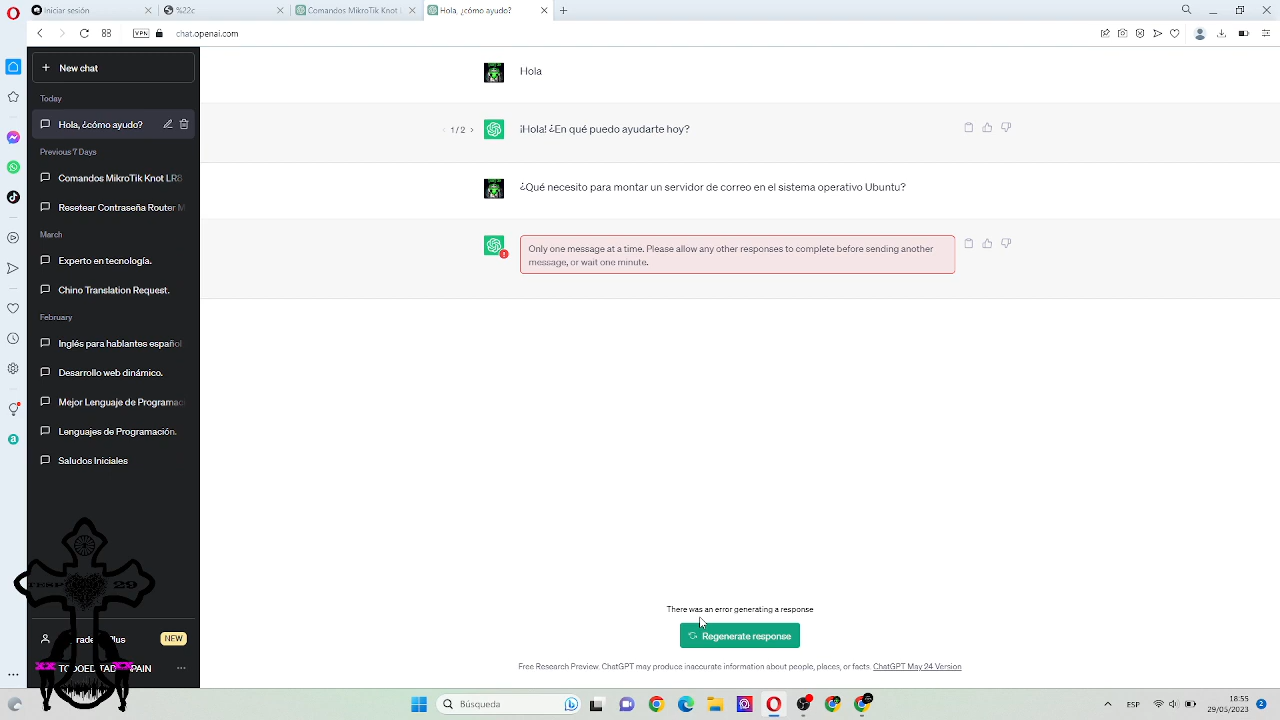 Iniciar sesión
%22c
Comandos MikroTik Knot
Hola, ¿cómo ayudo?
VPN
chat.openai.com
+ New chat
Today
Hola, ¿cómo ayudo?
Previous 7 Days
Comandos MikroTik Knot LR8
Resetear Contraseña Router M
March
Experto en tecnología.
Chino Translation Request.
February
Inglés para hablantes español
Desarrollo web dinámico.
Mejor Lenguaje de Programac
Lenguajes de Programación.
Saludos Iniciales
29
Plus
NEW
Hola
1 / 2
¡Hola! ¿En qué puedo ayudarte hoy?
¿Qué necesito para montar un servidor de correo en el sistema operativo Ubuntu?
Only one message at a time. Please allow any other responses to complete before sending another
message, or wait one minute.
There was an error generating a response
Regenerate response
Free Research Preview. ChatGPT may produce inaccurate information about people, places, or facts. ChatGPT May 24 Version
Búsqueda
18:55
29/05/2023
2